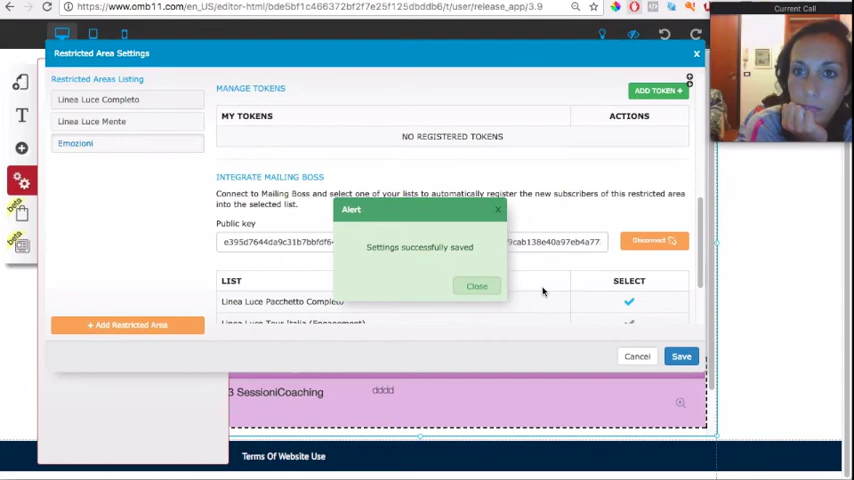 https://www.omb11.com/en_US/editor-html/bde5bf1c466372bf2f7e25f125dbddb6/t/user/release_app/3.9
Current Call
Restricted Area Settings
x
Restricted Areas Listing
Linea Luce Completo
Linea Luce Mente
Emozioni
+ Add Restricted Area
MANAGE TOKENS
ADD TOKEN +
MY TOKENS
ACTIONS
NO REGISTERED TOKENS
INTEGRATE MAILING BOSS
Connect to Mailing Boss and select one of your lists to automatically register the new subscribers of this restricted area
into the selected list.
Public key
e395d7644da9c31b7bbfdf64
9cab138e40a97eb4a77
Disconnect
Alert
x
Settings successfully saved
Close
LIST
SELECT
Linea Luce Pacchetto Completo
Linea Luce Tour Italia (Engagement)
Cancel
Save
beta
beta
3 SessioniCoaching
dddd
Terms Of Website Use